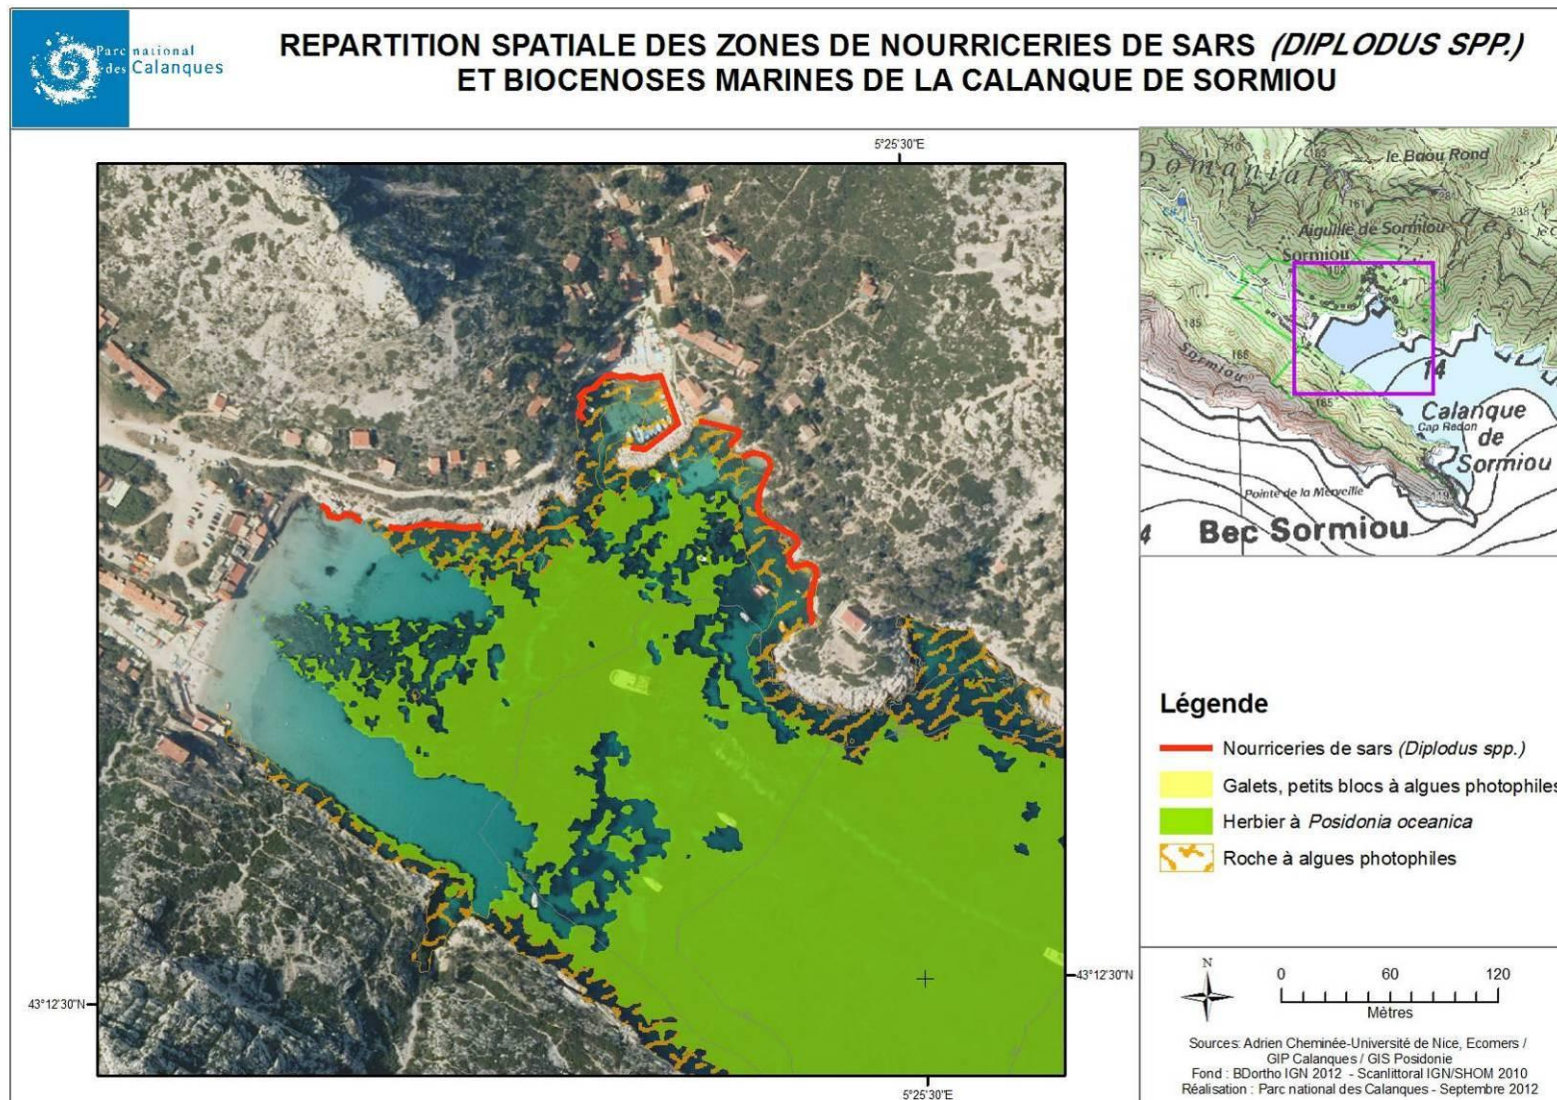 Parc national
des Calanques
REPARTITION SPATIALE DES ZONES DE NOURRICERIES DE SARS (DIPLODUS SPP.)
ET BIOCENOSES MARINES DE LA CALANQUE DE SORMIOU
5°25'30"E
43°12'30"N
43°12'30"N
5°25'30"E
le Baou Rond
Domaniale
Aiguille de Sormiou
Sormiou
Sormiou
14
Calanque
Cap Redon
de
Sormiou
Pointe de la Merveille
4 Bec Sormiou
Légende
Nourriceries de sars (Diplodus spp.)
Galets, petits blocs à algues photophiles
Herbier à Posidonia oceanica
Roche à algues photophiles
N
0 60 120
Mètres
Sources: Adrien Cheminée-Université de Nice, Ecomers /
GIP Calanques / GIS Posidonie
Fond : BDortho IGN 2012 - Scanlittoral IGN/SHOM 2010
Réalisation : Parc national des Calanques - Septembre 2012